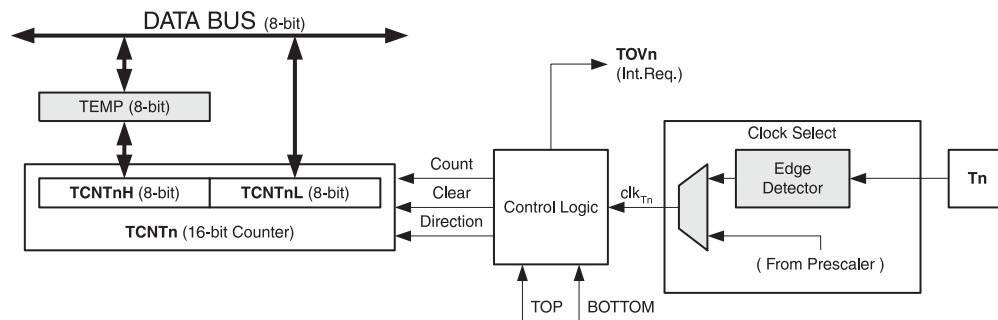 DATA BUS (8-bit)
TEMP (8-bit)
TCNTnH (8-bit)
TCNTnL (8-bit)
TCNTn (16-bit Counter)
Count
Clear
Direction
Control Logic
TOVn
(Int.Req.)
TOP
BOTTOM
clkTn
Clock Select
Edge
Detector
( From Prescaler )
Tn